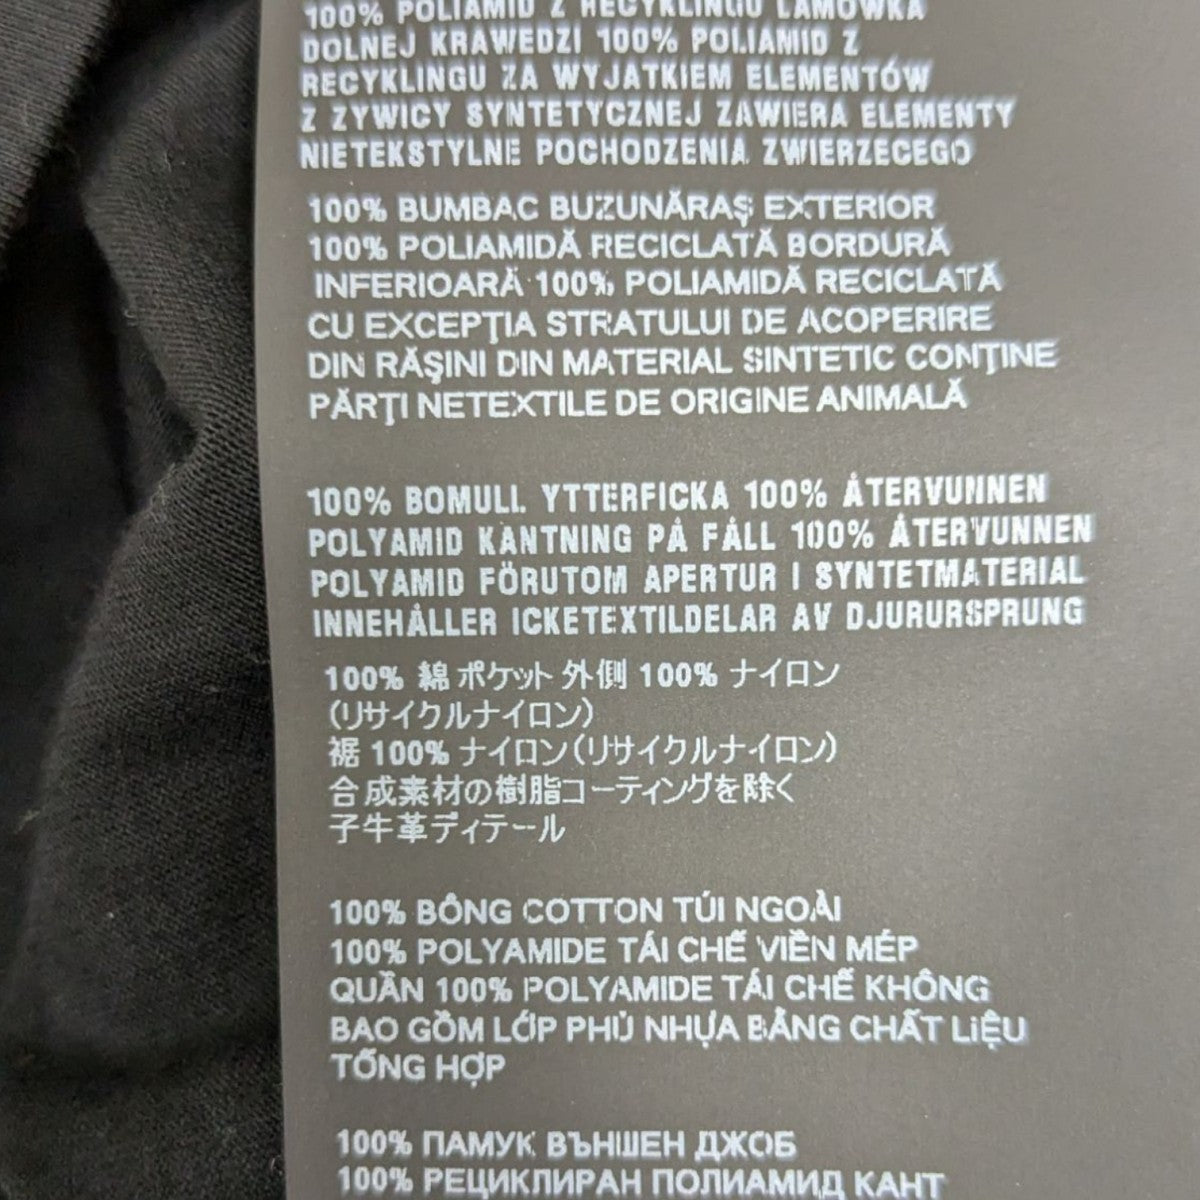 100% POLIAMID Z RECYKLINGU LAMÓWKA
DOLNEJ KRAWEDZI 100% POLIAMID Z
RECYKLINGU ZA WYJATKIEM ELEMENTÓW
Z ZYWICY SYNTETYCZNEJ ZAWIERA ELEMENTY
NIETEKSTYLNE POCHODZENIA ZWIERZECEGO
100% BUMBAC BUZUNĂRAȘ EXTERIOR
100% POLIAMIDĂ RECICLATĂ BORDURĂ
INFERIOARĂ 100% POLIAMIDĂ RECICLATĂ
CU EXCEPȚIA STRATULUI DE ACOPERIRE
DIN RĂȘINI DIN MATERIAL SINTETIC CONȚINE
PĂRȚI NETEXTILE DE ORIGINE ANIMALĂ
100% BOMULL YTTERFICKA 100% ÅTERVUNNEN
POLYAMID KANTNING PÅ FÅLL 100% ÅTERVUNNEN
POLYAMID FÖRUTOM APERTUR I SYNTETMATERIAL
INNEHÅLLER ICKETEXTILDELAR AV DJURURSPRUNG
100% 綿 ポケット 外側 100% ナイロン
(リサイクルナイロン)
裾 100% ナイロン(リサイクルナイロン)
合成素材の樹脂コーティングを除く
子牛革ディテール
100% BÔNG COTTON TÚI NGOÀI
100% POLYAMIDE TÁI CHẾ VIỀN MÉP
QUẦN 100% POLYAMIDE TÁI CHẾ KHÔNG
BAO GỒM LỚP PHỦ NHỰA BẰNG CHẤT LIỆU
TỔNG HỢP
100% ПАМУК ВЪНШЕН ДЖОБ
100% РЕЦИКЛИРАН ПОЛИАМИД КАНТ